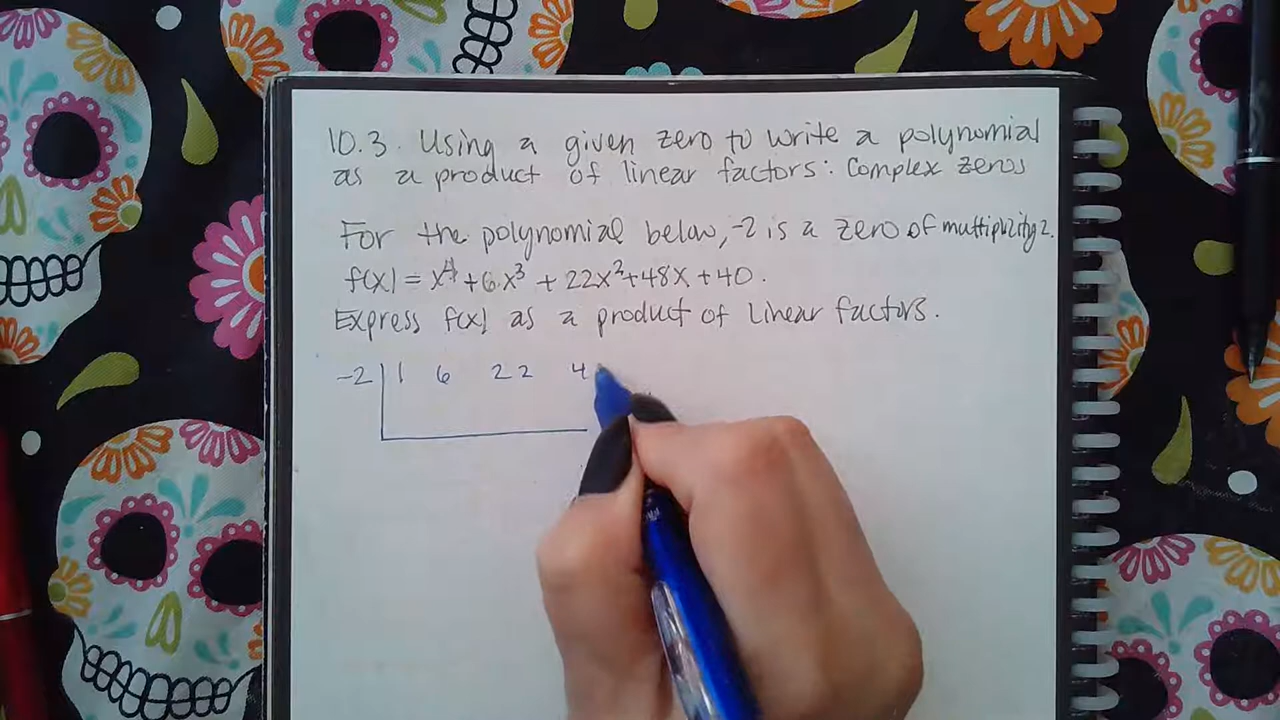 10.3. Using a given zero to write a polynomial
as a product of linear factors: Complex zeros
For the polynomial below, -2 is a zero of multiplicity 2.
f(x) = x⁴ + 6x³ + 22x² + 48x + 40.
Express f(x) as a product of linear factors.
-2 | 1 6 22 4